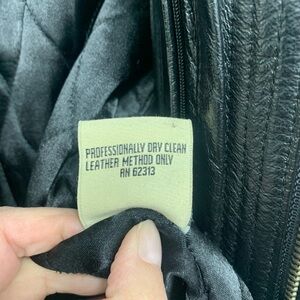 PROFESSIONALLY DRY CLEAN
LEATHER METHOD ONLY
RN 62313